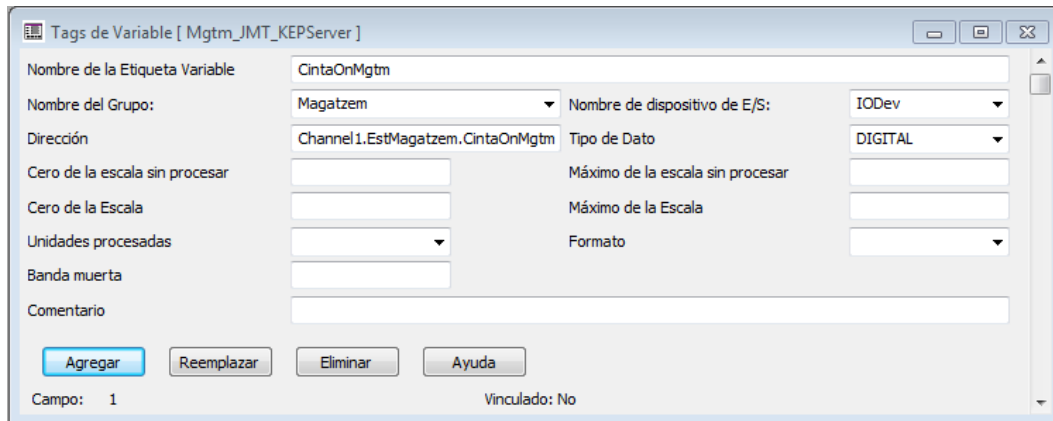 Tags de Variable [ Mgtm_JMT_KEPServer ]
Nombre de la Etiqueta Variable CintaOnMgtm
Nombre del Grupo: Magatzem Nombre de dispositivo de E/S: IODev
Dirección Channel1.EstMagatzem.CintaOnMgtm Tipo de Dato DIGITAL
Cero de la escala sin procesar Máximo de la escala sin procesar
Cero de la Escala Máximo de la Escala
Unidades procesadas Formato
Banda muerta
Comentario
Agregar Reemplazar Eliminar Ayuda
Campo: 1 Vinculado: No